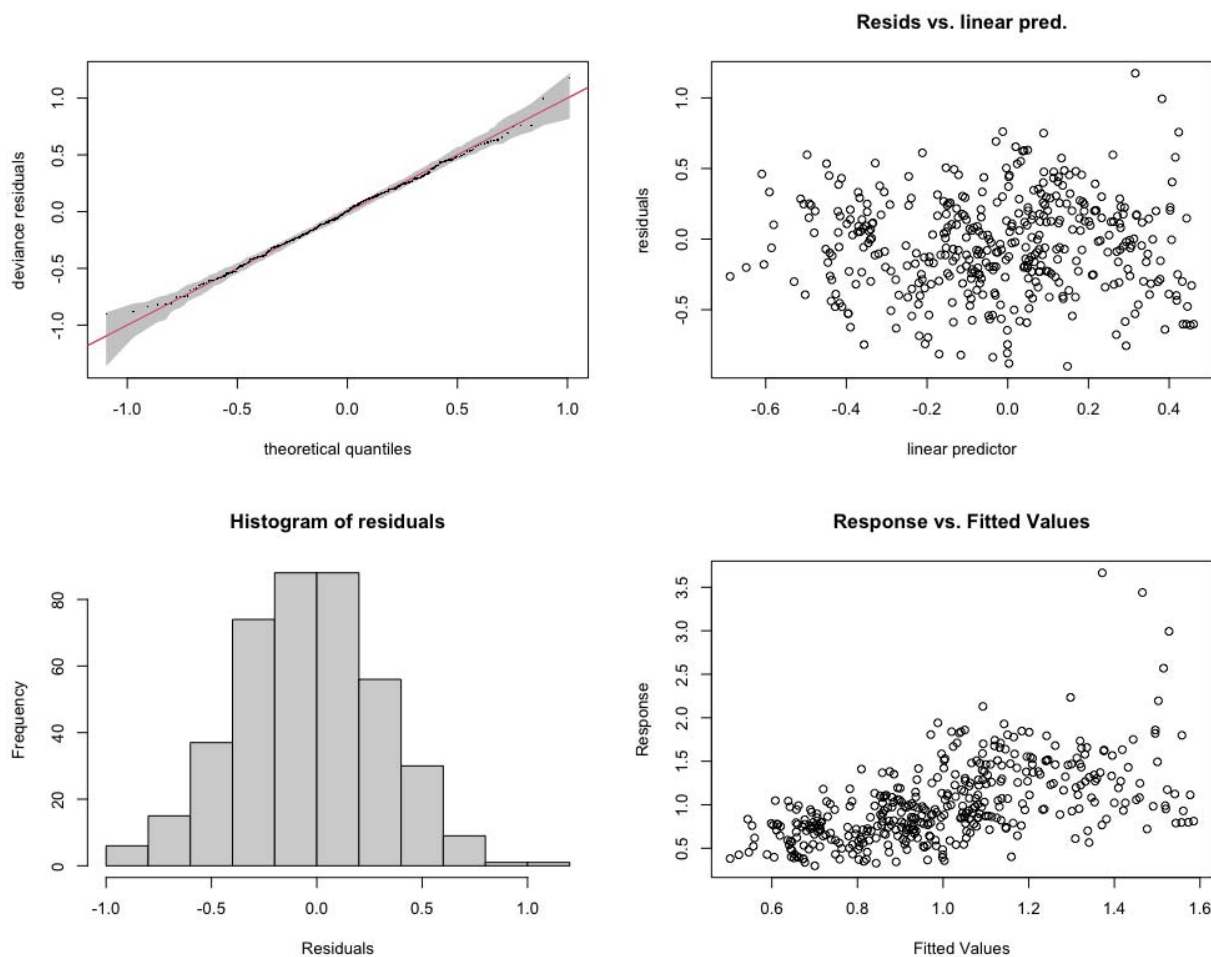 deviance residuals
1.0
0.5
0.0
-0.5
-1.0
-1.0 -0.5 0.0 0.5 1.0
theoretical quantiles
Resids vs. linear pred.
residuals
1.0
0.5
0.0
-0.5
-0.6 -0.4 -0.2 0.0 0.2 0.4
linear predictor
Histogram of residuals
Frequency
80
60
40
20
0
-1.0 -0.5 0.0 0.5 1.0
Residuals
Response vs. Fitted Values
Response
3.5
3.0
2.5
2.0
1.5
1.0
0.5
0.6 0.8 1.0 1.2 1.4 1.6
Fitted Values